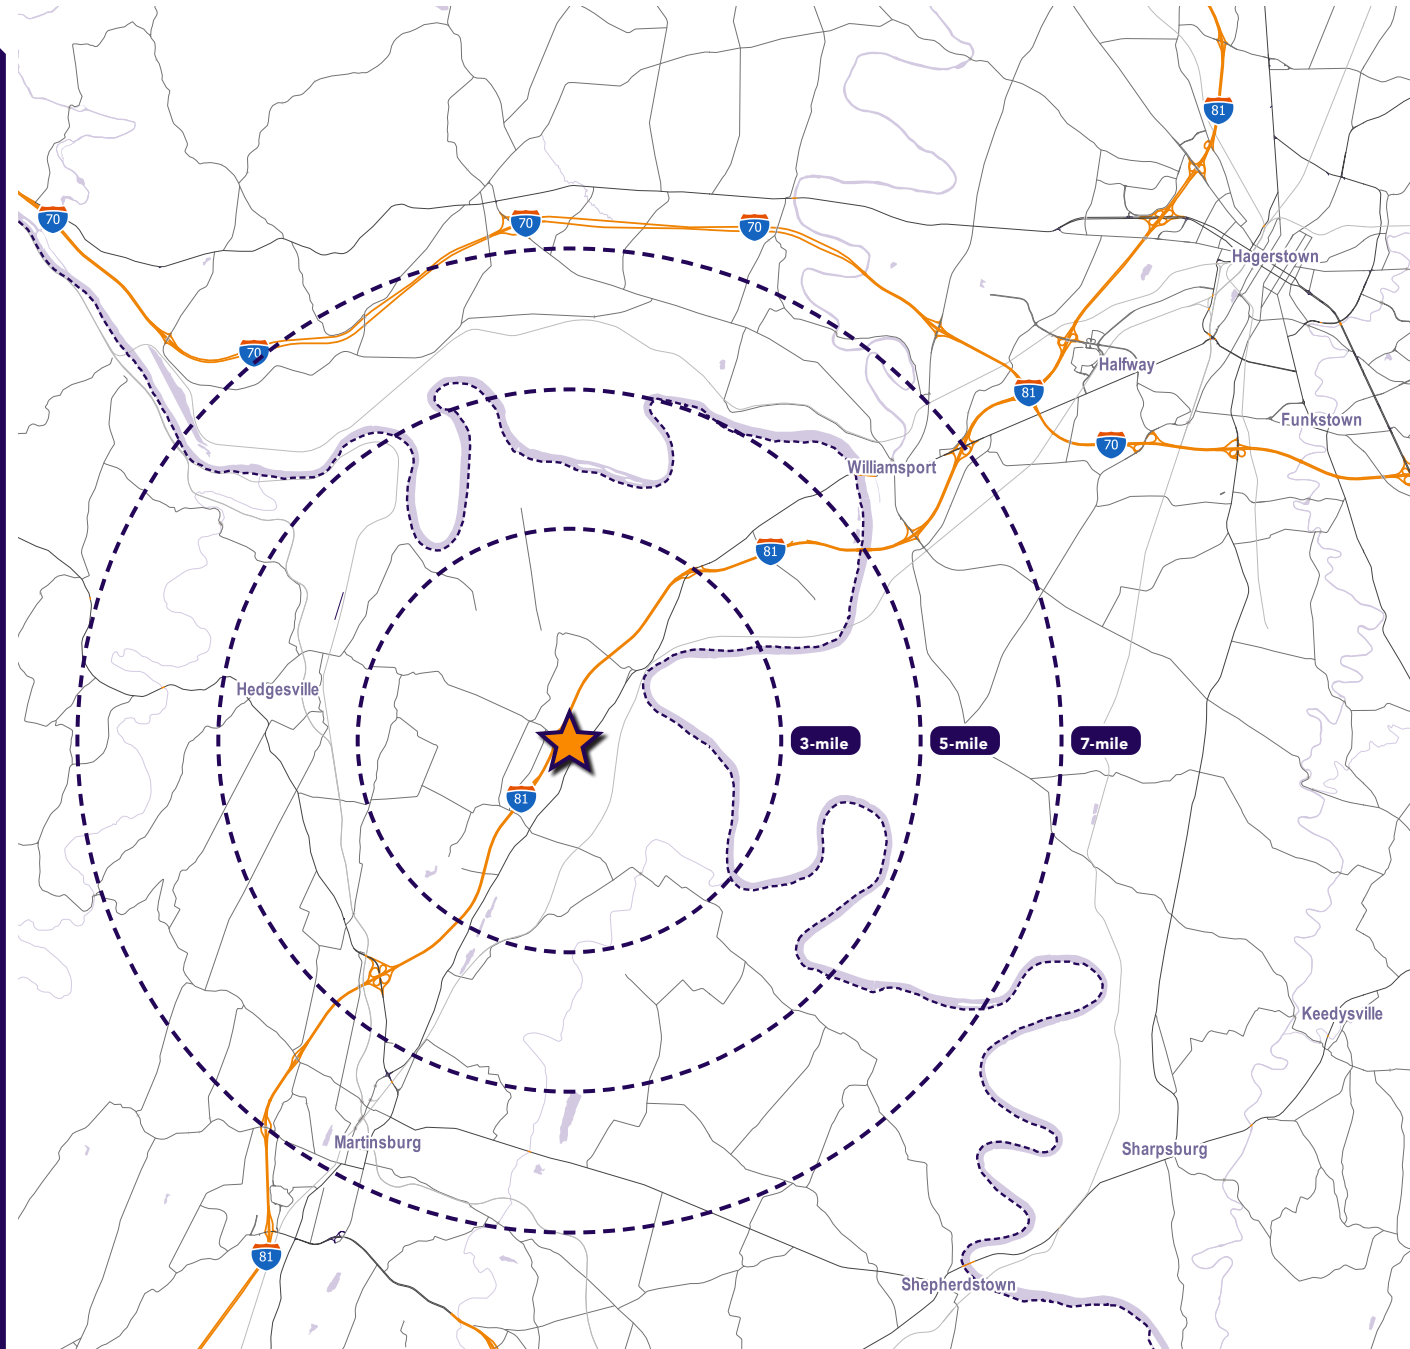 81
70
70
70
Hagerstown
70
Halfway
81
Funkstown
70
Williamsport
81
Hedgesville
3-mile
5-mile
7-mile
81
Keedysville
Martinsburg
Sharpsburg
81
Shepherdstown